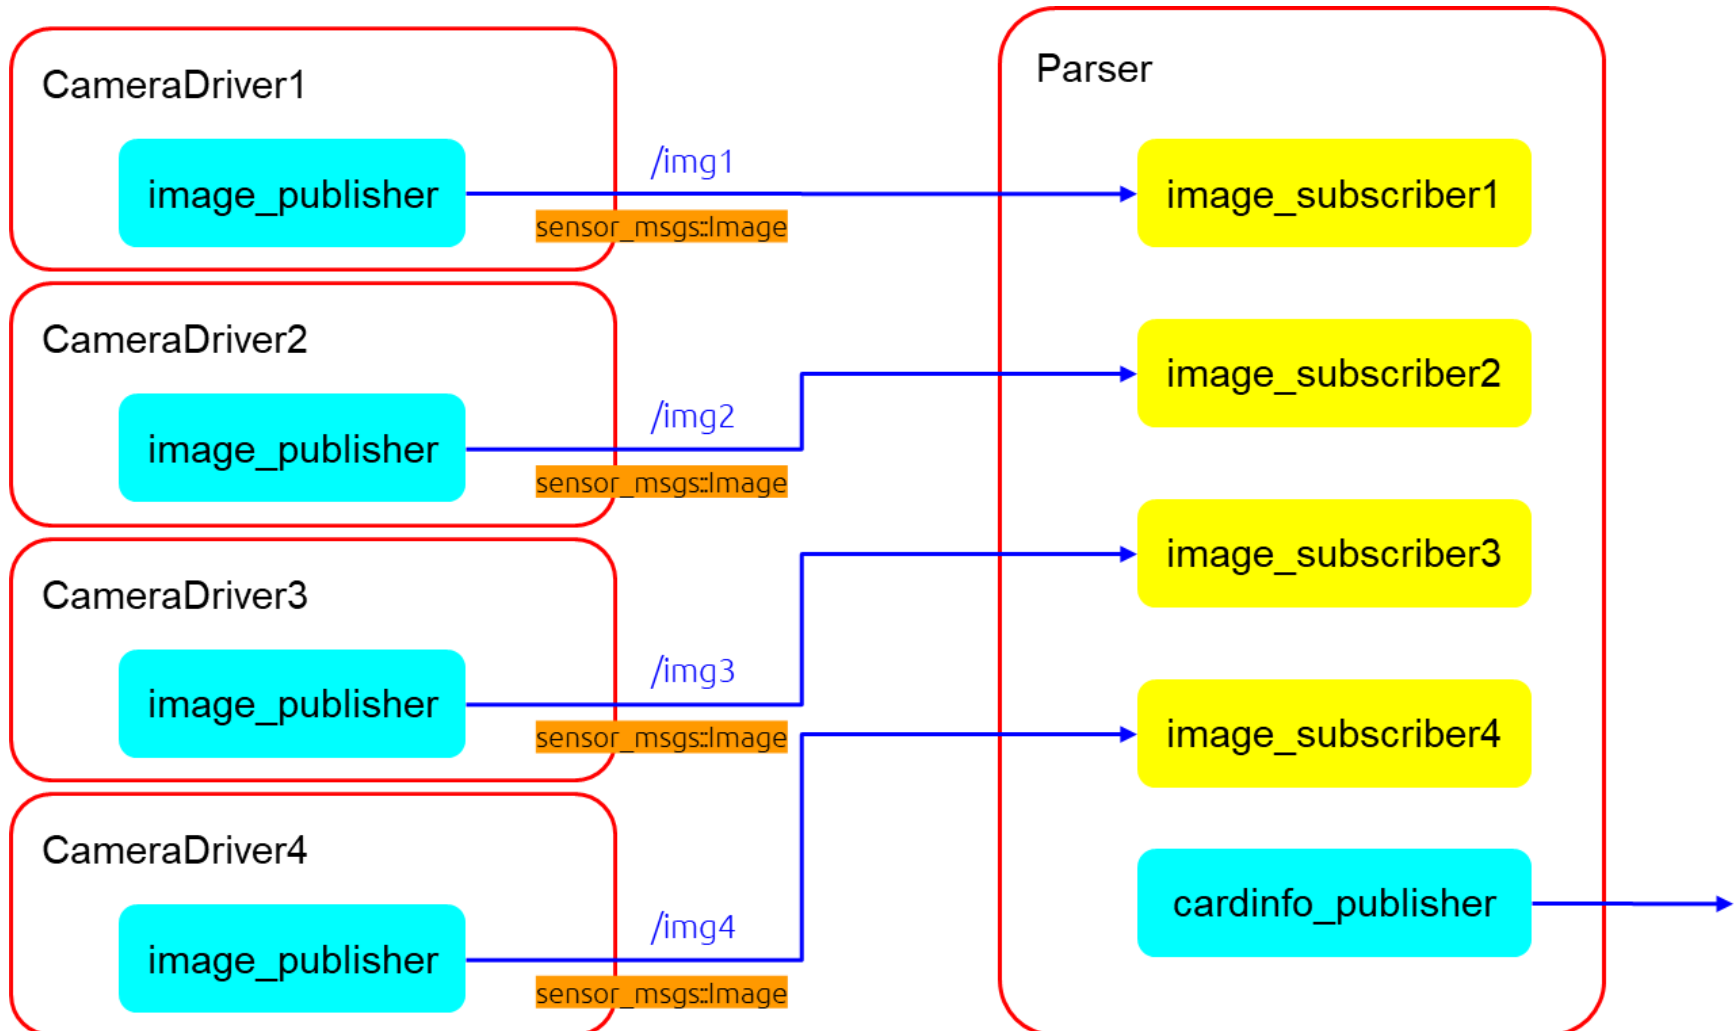 CameraDriver1
image_publisher
/img1
sensor_msgs::Image
CameraDriver2
image_publisher
/img2
sensor_msgs::Image
CameraDriver3
image_publisher
/img3
sensor_msgs::Image
CameraDriver4
image_publisher
/img4
sensor_msgs::Image
Parser
image_subscriber1
image_subscriber2
image_subscriber3
image_subscriber4
cardinfo_publisher